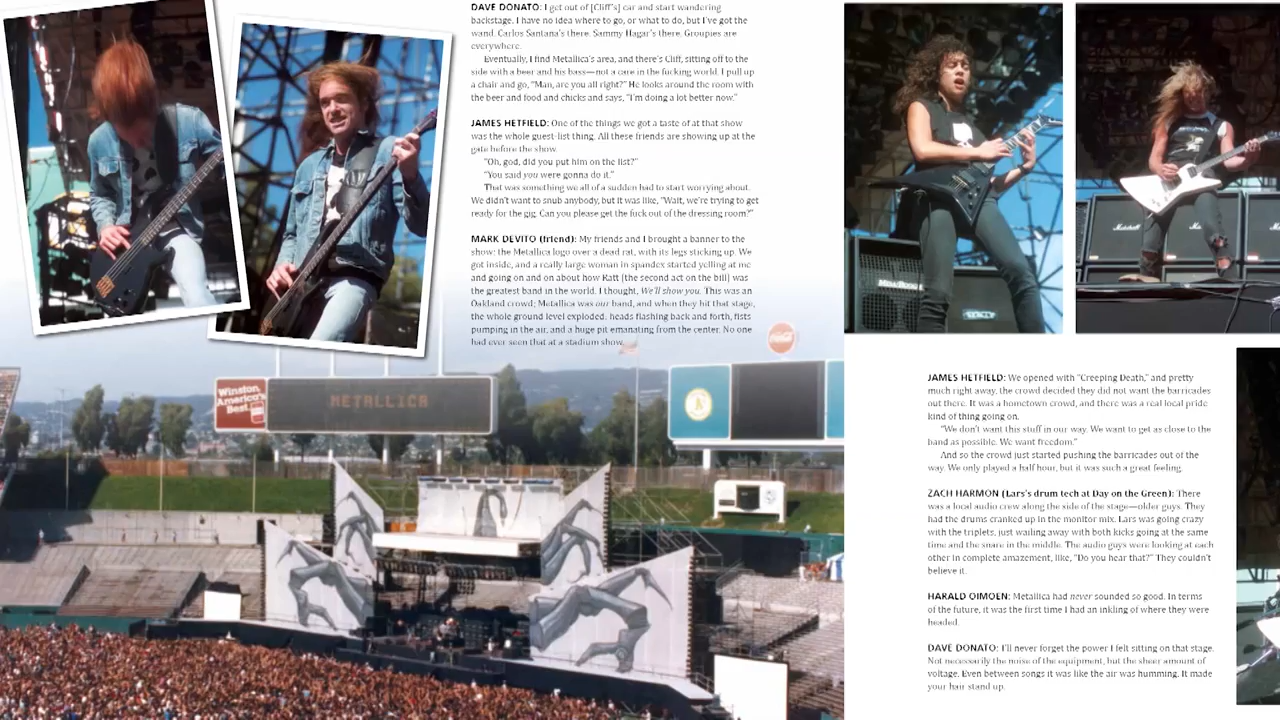 DAVE DONATO: I get out of [Cliff's] car and start wandering
backstage. I have no idea where to go, or what to do, but I've got the
wand. Carlos Santana's there. Sammy Hagar's there. Groupies are
everywhere.
Eventually, I find Metallica's area, and there's Cliff, sitting off to the
side with a beer and his bass—not a care in the fucking world. I pull up
a chair and go, "Man, are you all right?" He looks around the room with
the beer and food and chicks and says, "I'm doing a lot better now."
JAMES HETFIELD: One of the things we got a taste of at that show
was the whole guest-list thing. All these friends are showing up at the
gate before the show.
"Oh, god, did you put him on the list?"
"You said you were gonna do it."
That was something we all of a sudden had to start worrying about.
We didn't want to snub anybody, but it was like, "Wait, we're trying to get
ready for the gig. Can you please get the fuck out of the dressing room?"
MARK DEVITO (friend): My friends and I brought a banner to the
show: the Metallica logo over a dead rat, with its legs sticking up. We
got inside, and a really large woman in spandex started yelling at me
and going on and on about how Ratt [the second act on the bill] was
the greatest band in the world. I thought, We'll show you. This was an
Oakland crowd; Metallica was our band, and when they hit that stage,
the whole ground level exploded, heads flashing back and forth, fists
pumping in the air, and a huge pit emanating from the center. No one
had ever seen that at a stadium show.
Winston.
America's
Best.
METALLICA
Marshall
Marshall
JAMES HETFIELD: We opened with "Creeping Death," and pretty
much right away, the crowd decided they did not want the barricades
out there. It was a hometown crowd, and there was a real local pride
kind of thing going on.
"We don't want this stuff in our way. We want to get as close to the
band as possible. We want freedom."
And so the crowd just started pushing the barricades out of the
way. We only played a half hour, but it was such a great feeling.
ZACH HARMON (Lars's drum tech at Day on the Green): There
was a local audio crew along the side of the stage—older guys. They
had the drums cranked up in the monitor mix. Lars was going crazy
with the triplets, just wailing away with both kicks going at the same
time and the snare in the middle. The audio guys were looking at each
other in complete amazement, like, "Do you hear that?" They couldn't
believe it.
HARALD OIMOEN: Metallica had never sounded so good. In terms
of the future, it was the first time I had an inkling of where they were
headed.
DAVE DONATO: I'll never forget the power I felt sitting on that stage.
Not necessarily the noise of the equipment, but the sheer amount of
voltage. Even between songs it was like the air was humming. It made
your hair stand up.